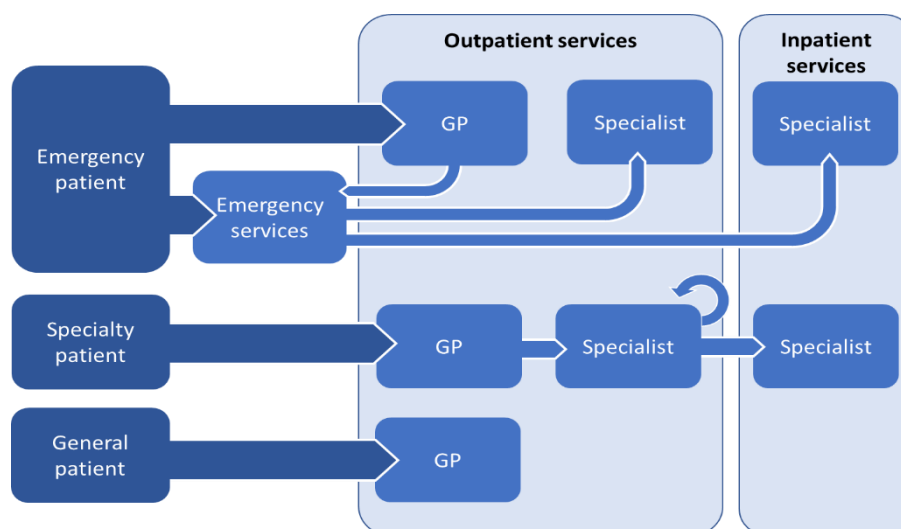 Outpatient services
Inpatient
services
Emergency
patient
GP
Specialist
Specialist
Emergency
services
Specialty
patient
GP
Specialist
Specialist
General
patient
GP